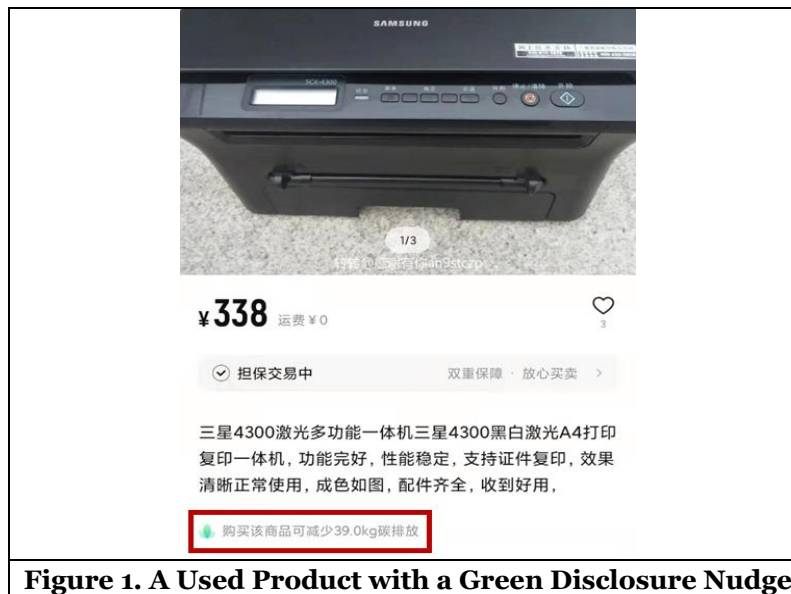 SAMSUNG
SCX-4300
1/3
¥338 运费¥0
3
担保交易中 双重保障 · 放心买卖 >
三星4300激光多功能一体机三星4300黑白激光A4打印
复印一体机,功能完好,性能稳定,支持证件复印,效果
清晰正常使用,成色如图,配件齐全,收到好用,
购买该商品可减少39.0kg碳排放
Figure 1. A Used Product with a Green Disclosure Nudge